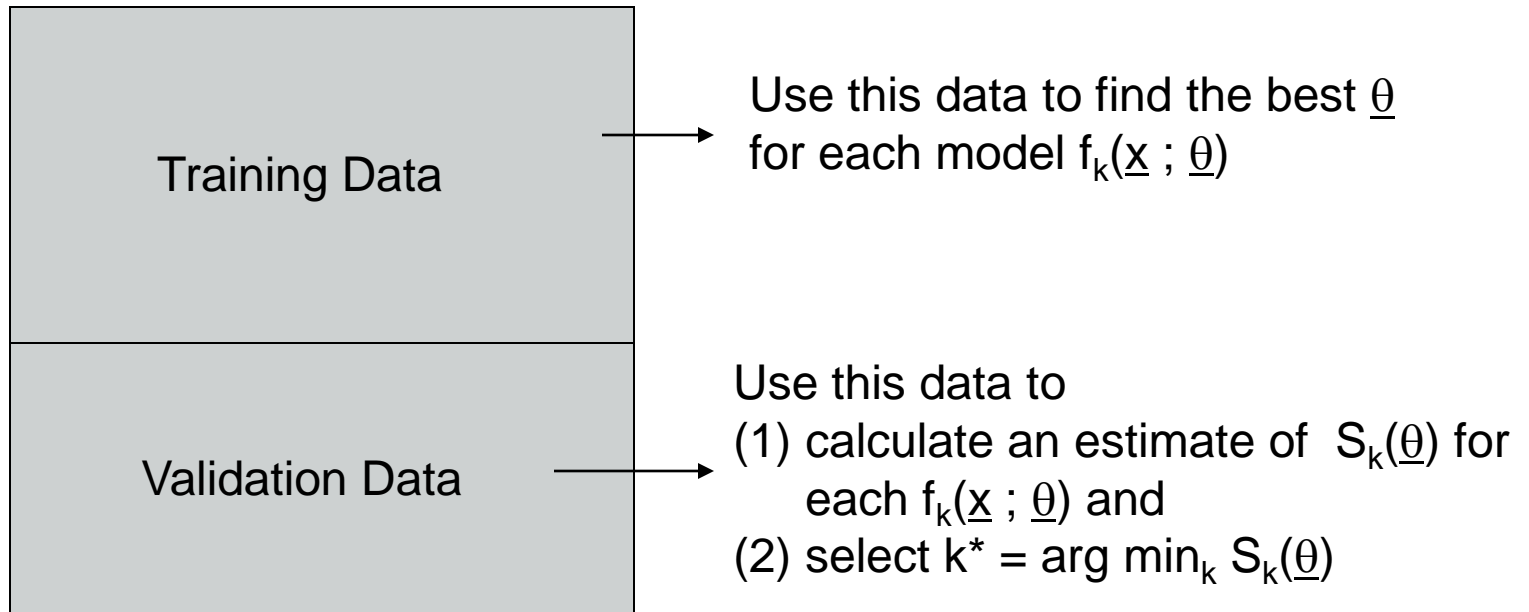 Training Data
Use this data to find the best θ
for each model fₖ(x ; θ)
Validation Data
Use this data to
(1) calculate an estimate of Sₖ(θ) for
each fₖ(x ; θ) and
(2) select k* = arg minₖ Sₖ(θ)